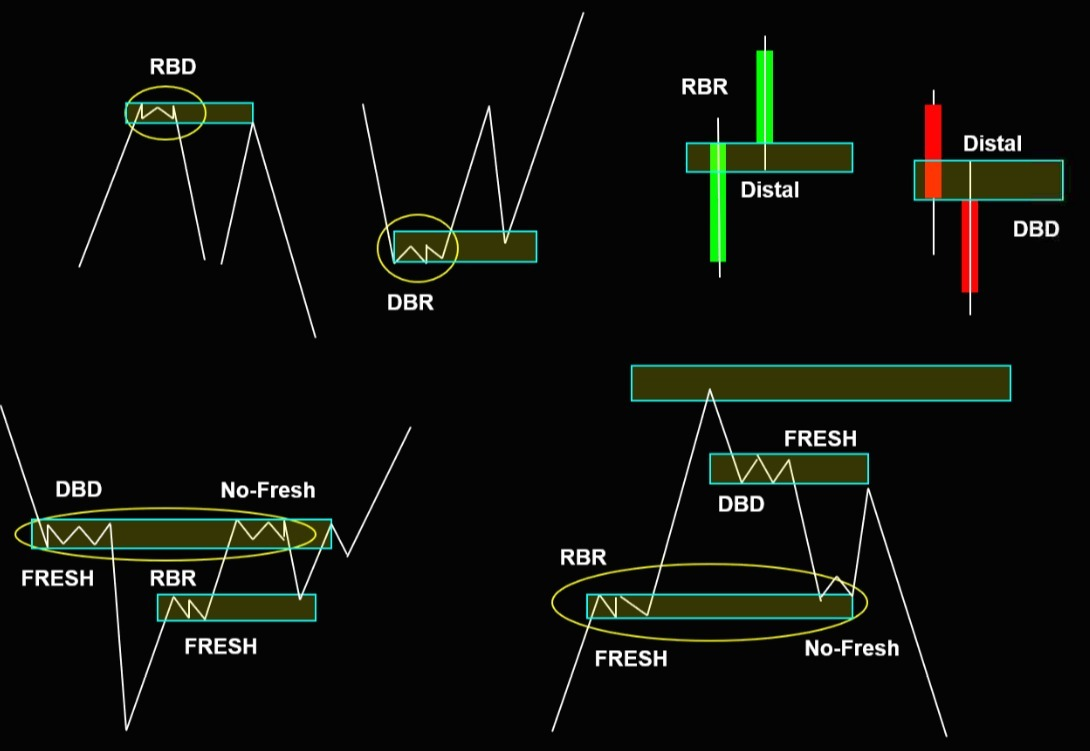 RBD
DBR
RBR
Distal
Distal
DBD
DBD
No-Fresh
FRESH
RBR
FRESH
FRESH
DBD
RBR
FRESH
No-Fresh